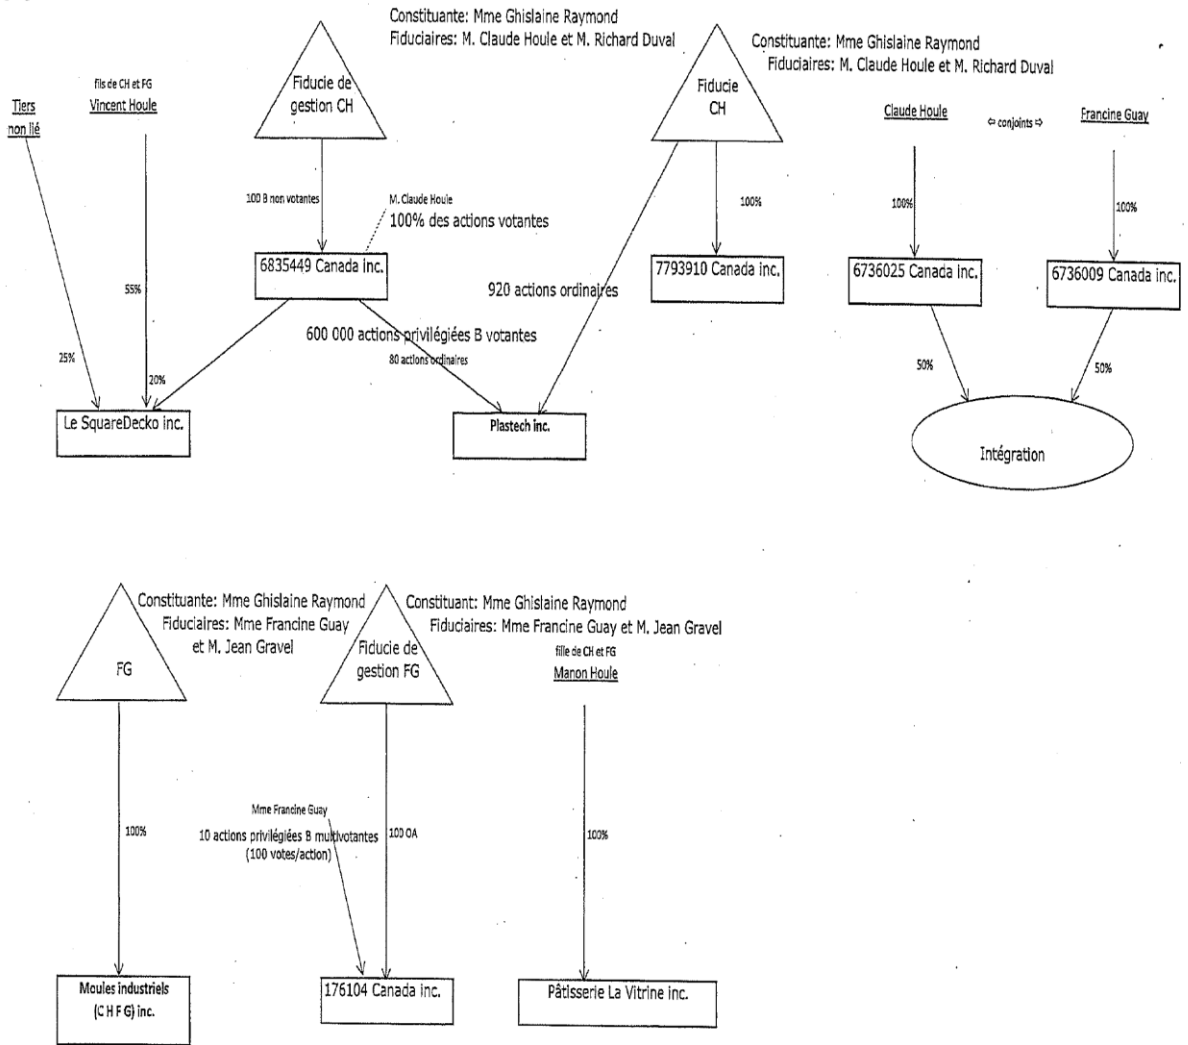 Constituante: Mme Ghislaine Raymond
Fiduciaires: M. Claude Houle et M. Richard Duval
Constituante: Mme Ghislaine Raymond
Fiduciaires: M. Claude Houle et M. Richard Duval
Tiers
non lié
fils de CH et FG
Vincent Houle
Fiducie de
gestion CH
Fiducie
CH
Claude Houle
⇦ conjoints ⇨
Francine Guay
100 B non votantes
M. Claude Houle
100% des actions votantes
100%
100%
100%
6835449 Canada inc.
7793910 Canada inc.
6736025 Canada inc.
6736009 Canada inc.
55%
920 actions ordinaires
600 000 actions privilégiées B votantes
80 actions ordinaires
25%
20%
50%
50%
Le SquareDecko inc.
Plastech inc.
Intégration
Constituante: Mme Ghislaine Raymond
Fiduciaires: Mme Francine Guay
et M. Jean Gravel
Constituant: Mme Ghislaine Raymond
Fiduciaires: Mme Francine Guay et M. Jean Gravel
FG
Fiducie de
gestion FG
fille de CH et FG
Manon Houle
100%
Mme Francine Guay
10 actions privilégiées B multivotantes
(100 votes/action)
100 OA
100%
Moules industriels
(C H F G) inc.
176104 Canada inc.
Pâtisserie La Vitrine inc.